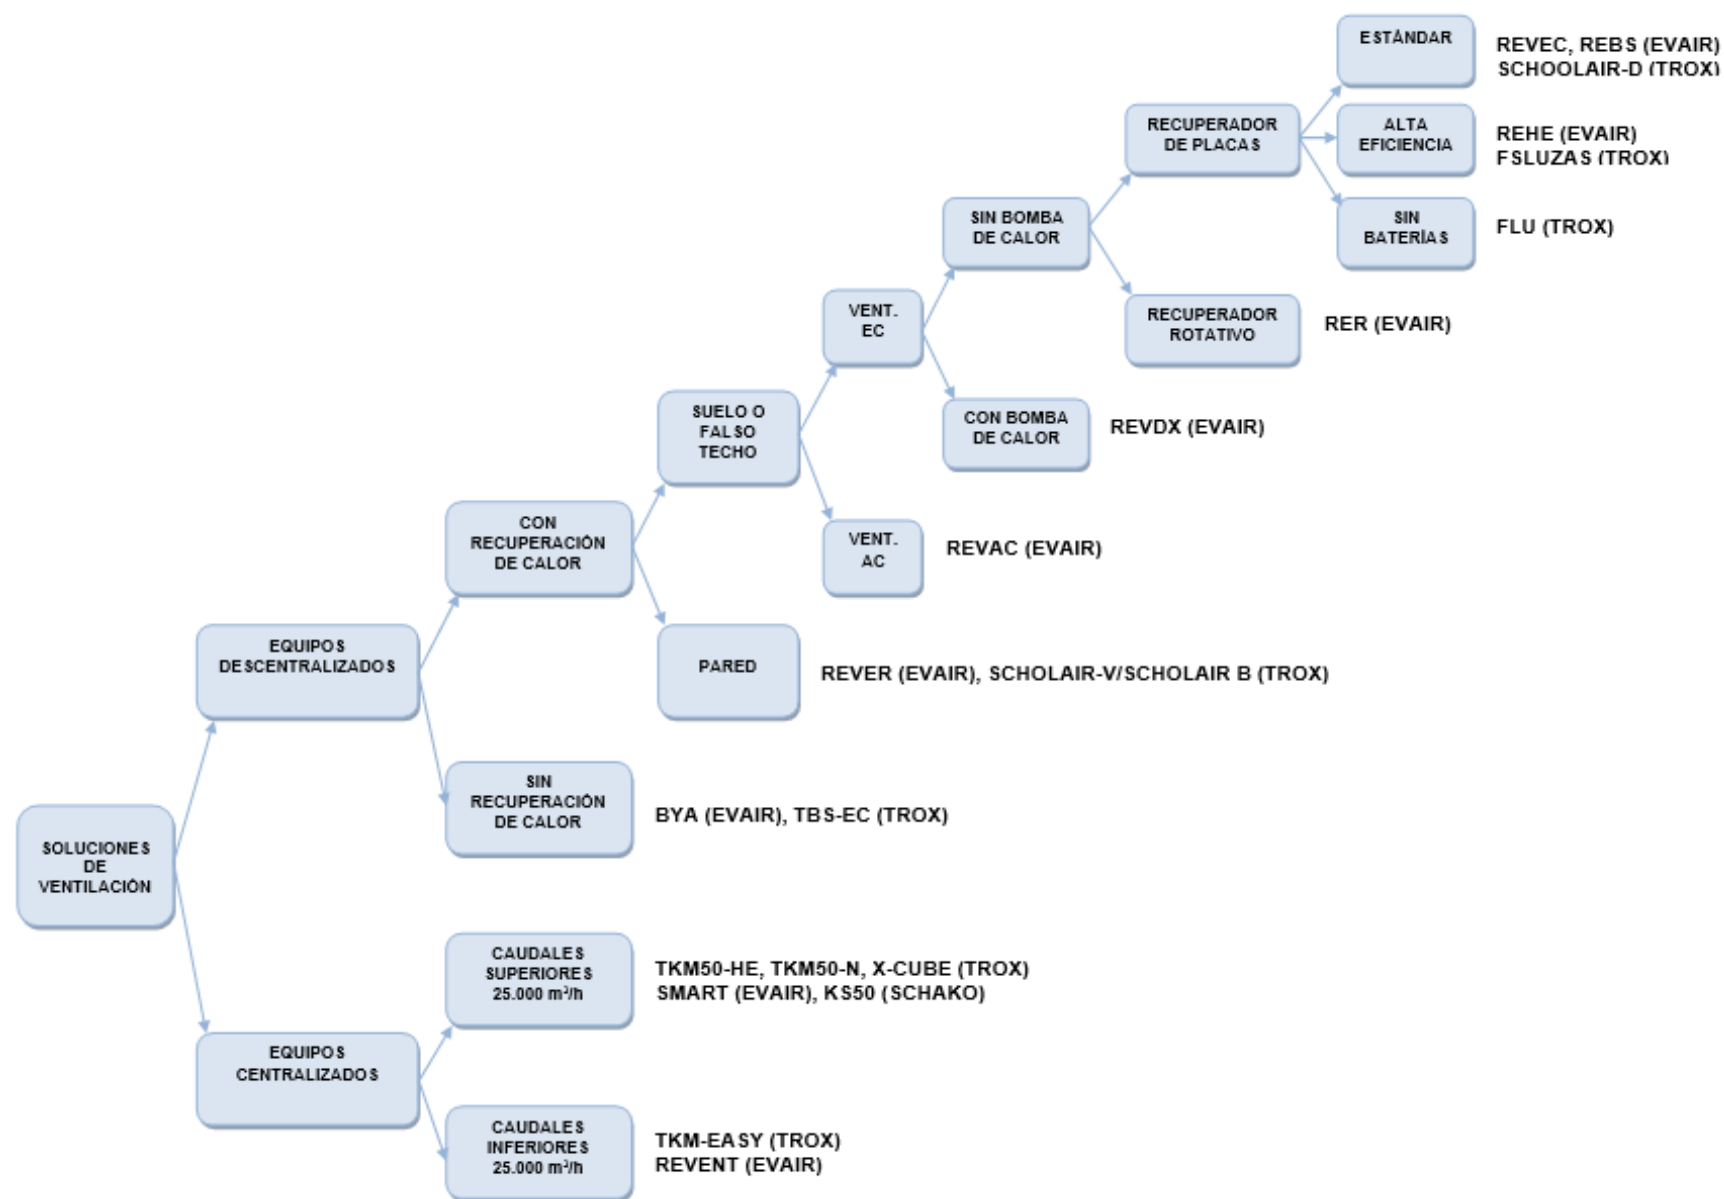 ESTÁNDAR
REVEC, REBS (EVAIR)
SCHOOLAIR-D (TROX)
RECUPERADOR
DE PLACAS
ALTA
EFICIENCIA
REHE (EVAIR)
FSLUZAS (TROX)
SIN BOMBA
DE CALOR
SIN
BATERÍAS
FLU (TROX)
VENT.
EC
RECUPERADOR
ROTATIVO
RER (EVAIR)
SUELO O
FALSO
TECHO
CON BOMBA
DE CALOR
REVDX (EVAIR)
CON
RECUPERACIÓN
DE CALOR
VENT.
AC
REVAC (EVAIR)
EQUIPOS
DESCENTRALIZADOS
PARED
REVER (EVAIR), SCHOLAIR-V/SCHOLAIR B (TROX)
SIN
RECUPERACIÓN
DE CALOR
BYA (EVAIR), TBS-EC (TROX)
SOLUCIONES
DE
VENTILACIÓN
CAUDALES
SUPERIORES
25.000 m³/h
TKM50-HE, TKM50-N, X-CUBE (TROX)
SMART (EVAIR), KS50 (SCHAKO)
EQUIPOS
CENTRALIZADOS
CAUDALES
INFERIORES
25.000 m³/h
TKM-EASY (TROX)
REVENT (EVAIR)